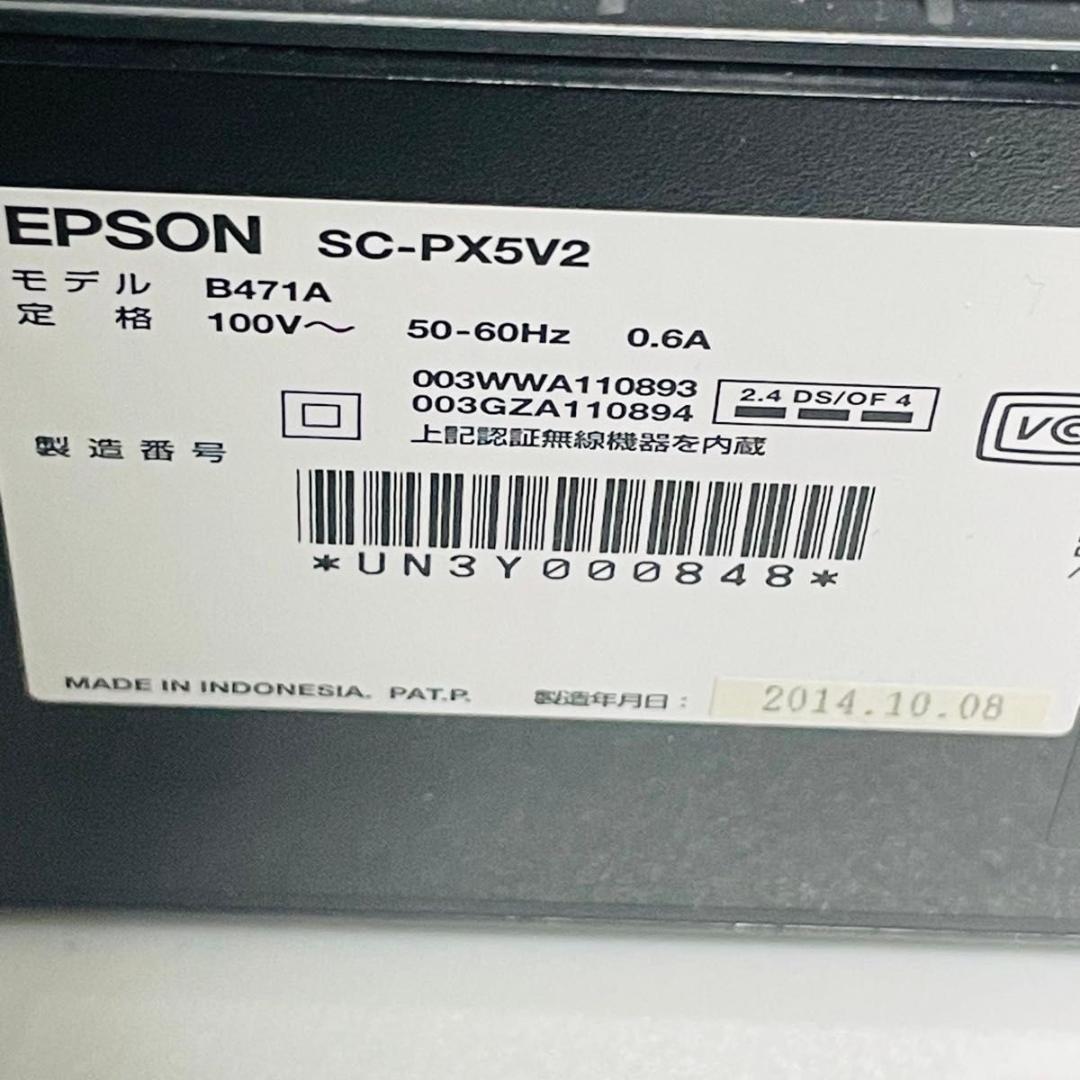 EPSON SC-PX5V2
モデル B471A
定格 100V〜 50-60Hz 0.6A
003WWA110893
003GZA110894
2.4 DS/OF 4
上記認証無線機器を内蔵
製造番号
*UN3Y000848*
MADE IN INDONESIA. PAT.P.
製造年月日: 2014.10.08